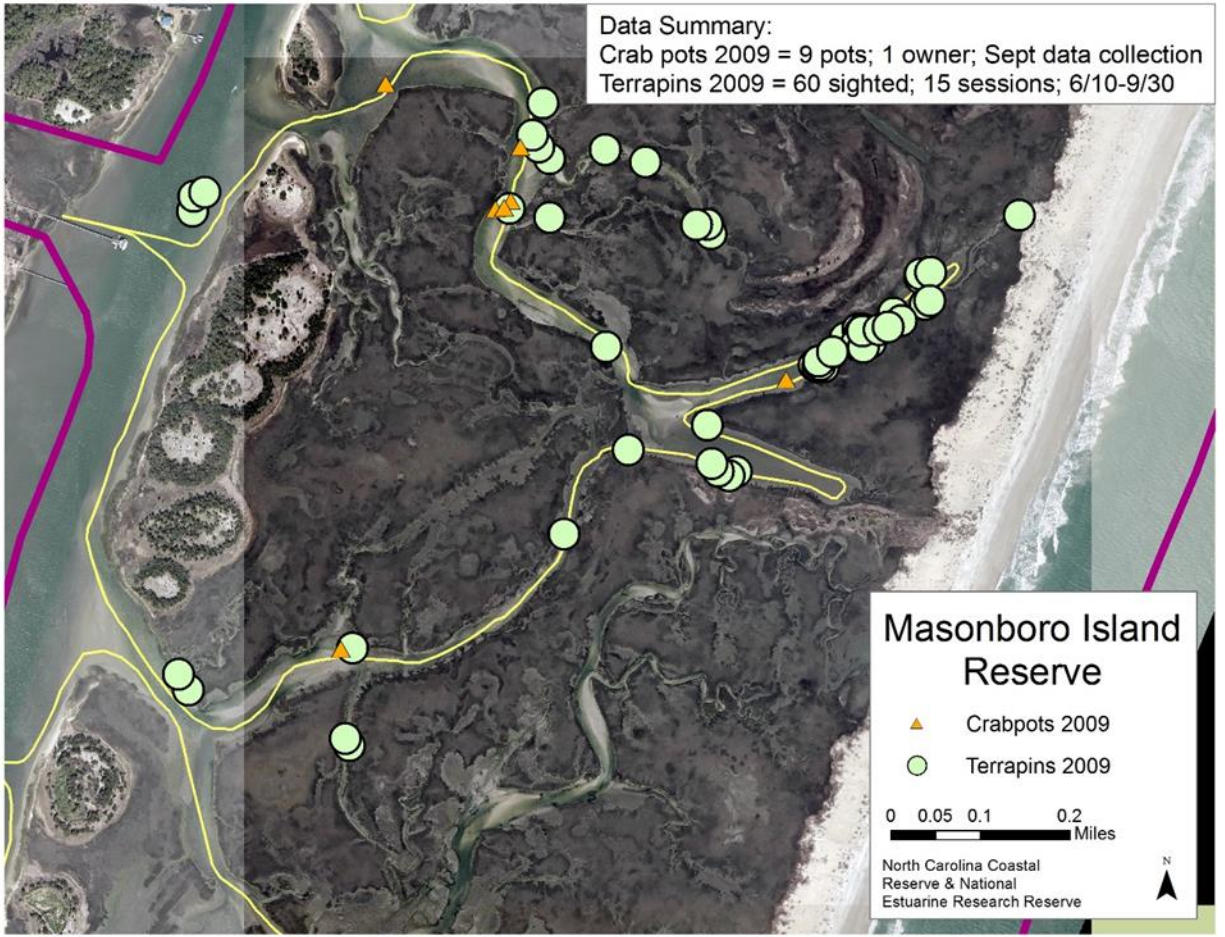 Data Summary:
Crab pots 2009 = 9 pots; 1 owner; Sept data collection
Terrapins 2009 = 60 sighted; 15 sessions; 6/10-9/30
Masonboro Island
Reserve
Crabpots 2009
Terrapins 2009
0 0.05 0.1 0.2
Miles
North Carolina Coastal
Reserve & National
Estuarine Research Reserve
N